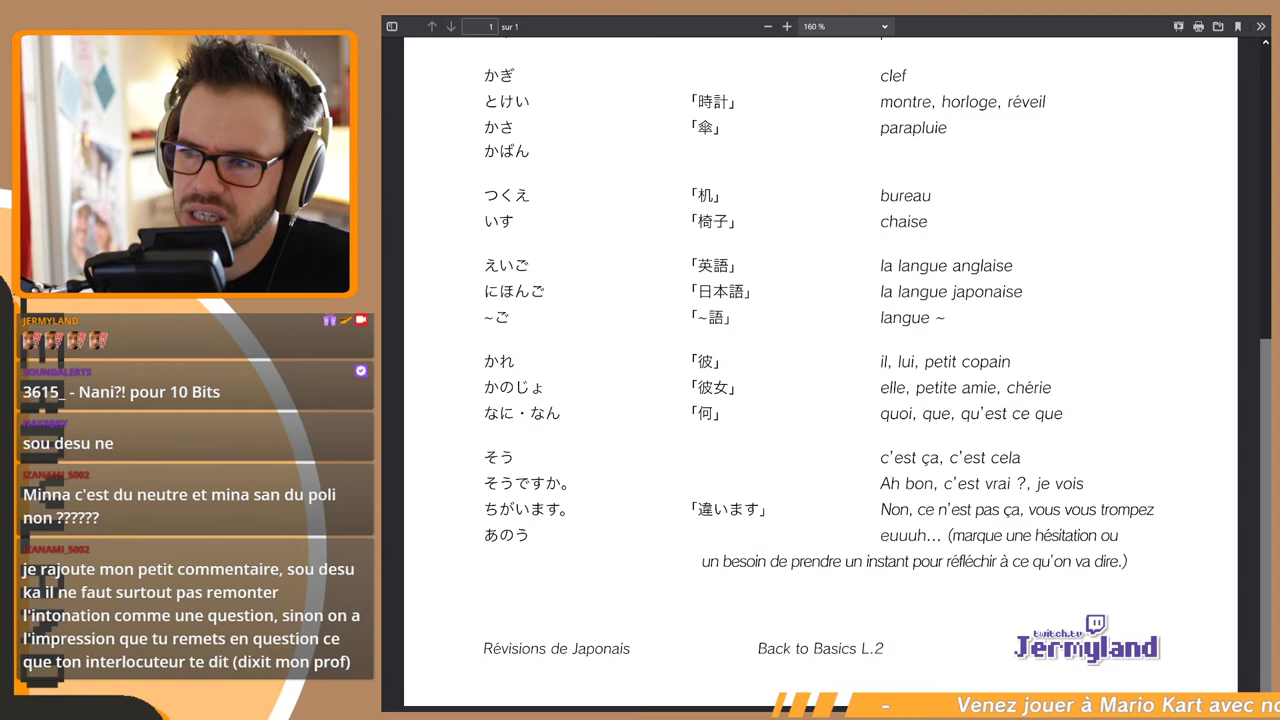 1 sur 1
160 %
かぎ clef
とけい 「時計」 montre, horloge, réveil
かさ 「傘」 parapluie
かばん
つくえ 「机」 bureau
いす 「椅子」 chaise
えいご 「英語」 la langue anglaise
にほんご 「日本語」 la langue japonaise
~ご 「~語」 langue ~
かれ 「彼」 il, lui, petit copain
かのじょ 「彼女」 elle, petite amie, chérie
なに・なん 「何」 quoi, que, qu'est ce que
そう c'est ça, c'est cela
そうですか。 Ah bon, c'est vrai ?, je vois
ちがいます。 「違います」 Non, ce n'est pas ça, vous vous trompez
あのう euuuh... (marque une hésitation ou
un besoin de prendre un instant pour réfléchir à ce qu'on va dire.)
Révisions de Japonais Back to Basics L.2
twitch.tv
Jermyland
JERMYLAND
SOUNDALERTS
3615_ - Nani?! pour 10 Bits
sou desu ne
IZANAMI_5002
Minna c'est du neutre et mina san du poli
non ??????
IZANAMI_5002
je rajoute mon petit commentaire, sou desu
ka il ne faut surtout pas remonter
l'intonation comme une question, sinon on a
l'impression que tu remets en question ce
que ton interlocuteur te dit (dixit mon prof)
- Venez jouer à Mario Kart avec